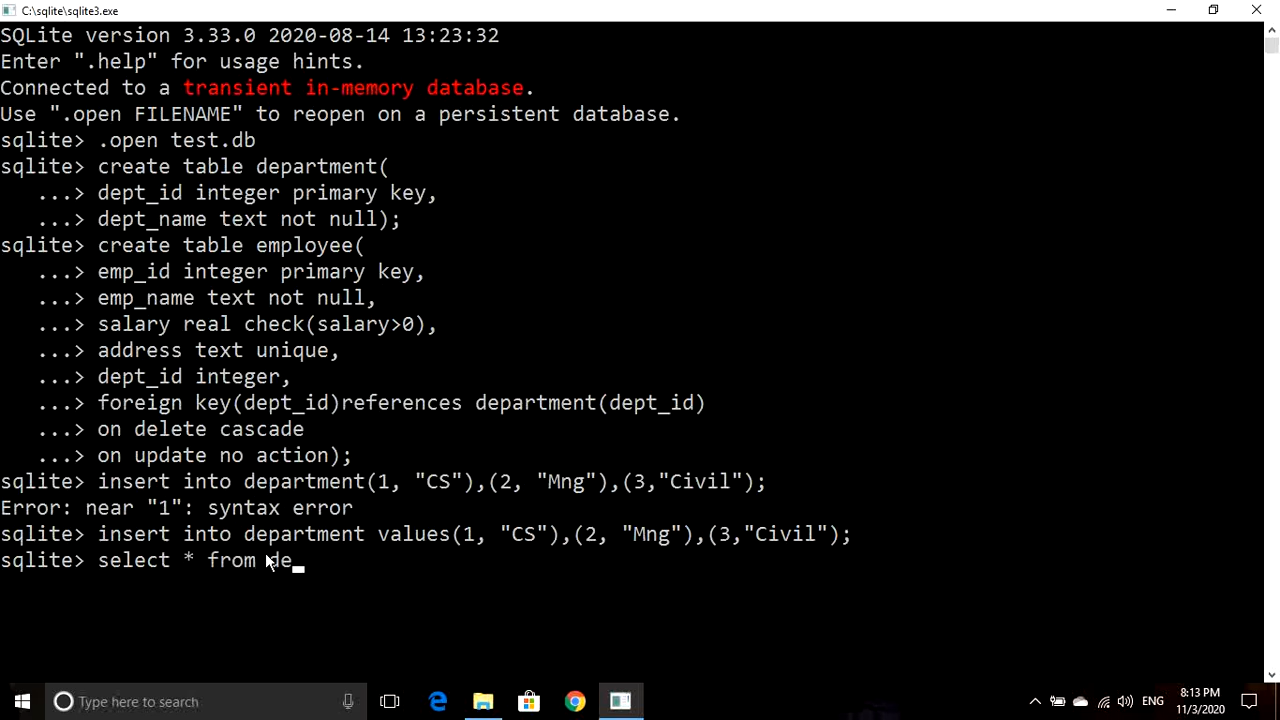 C:\sqlite\sqlite3.exe
SQLite version 3.33.0 2020-08-14 13:23:32
Enter ".help" for usage hints.
Connected to a transient in-memory database.
Use ".open FILENAME" to reopen on a persistent database.
sqlite> .open test.db
sqlite> create table department(
...> dept_id integer primary key,
...> dept_name text not null);
sqlite> create table employee(
...> emp_id integer primary key,
...> emp_name text not null,
...> salary real check(salary>0),
...> address text unique,
...> dept_id integer,
...> foreign key(dept_id)references department(dept_id)
...> on delete cascade
...> on update no action);
sqlite> insert into department(1, "CS"),(2, "Mng"),(3,"Civil");
Error: near "1": syntax error
sqlite> insert into department values(1, "CS"),(2, "Mng"),(3,"Civil");
sqlite> select * from de_
Type here to search
ENG
8:13 PM
11/3/2020